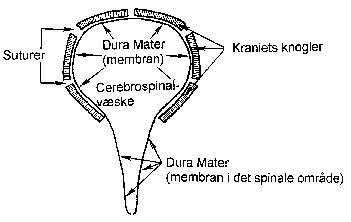 Suturer
Dura Mater
(membran)
Cerebrospinal-
væske
Kraniets knogler
Dura Mater
(membran i det spinale område)